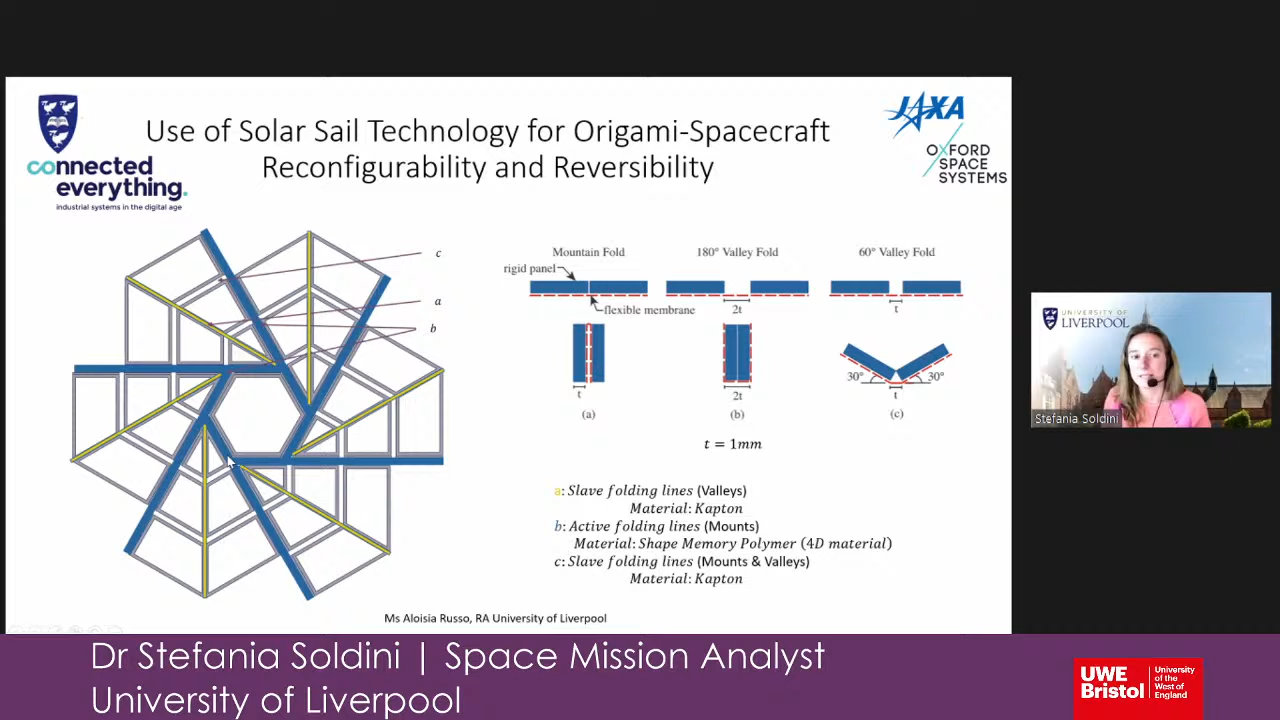 Use of Solar Sail Technology for Origami-Spacecraft
Reconfigurability and Reversibility
connected
everything.
industrial systems in the digital age
JAXA
OXFORD
SPACE
SYSTEMS
c
a
b
Mountain Fold
180° Valley Fold
60° Valley Fold
rigid panel
flexible membrane
2t
t
t
2t
30°
30°
t
(a)
(b)
(c)
t = 1mm
a: Slave folding lines (Valleys)
Material: Kapton
b: Active folding lines (Mounts)
Material: Shape Memory Polymer (4D material)
c: Slave folding lines (Mounts & Valleys)
Material: Kapton
Ms Aloisia Russo, RA University of Liverpool
UNIVERSITY OF
LIVERPOOL
Stefania Soldini
Dr Stefania Soldini | Space Mission Analyst
University of Liverpool
UWE
Bristol
University
of the
West of
England